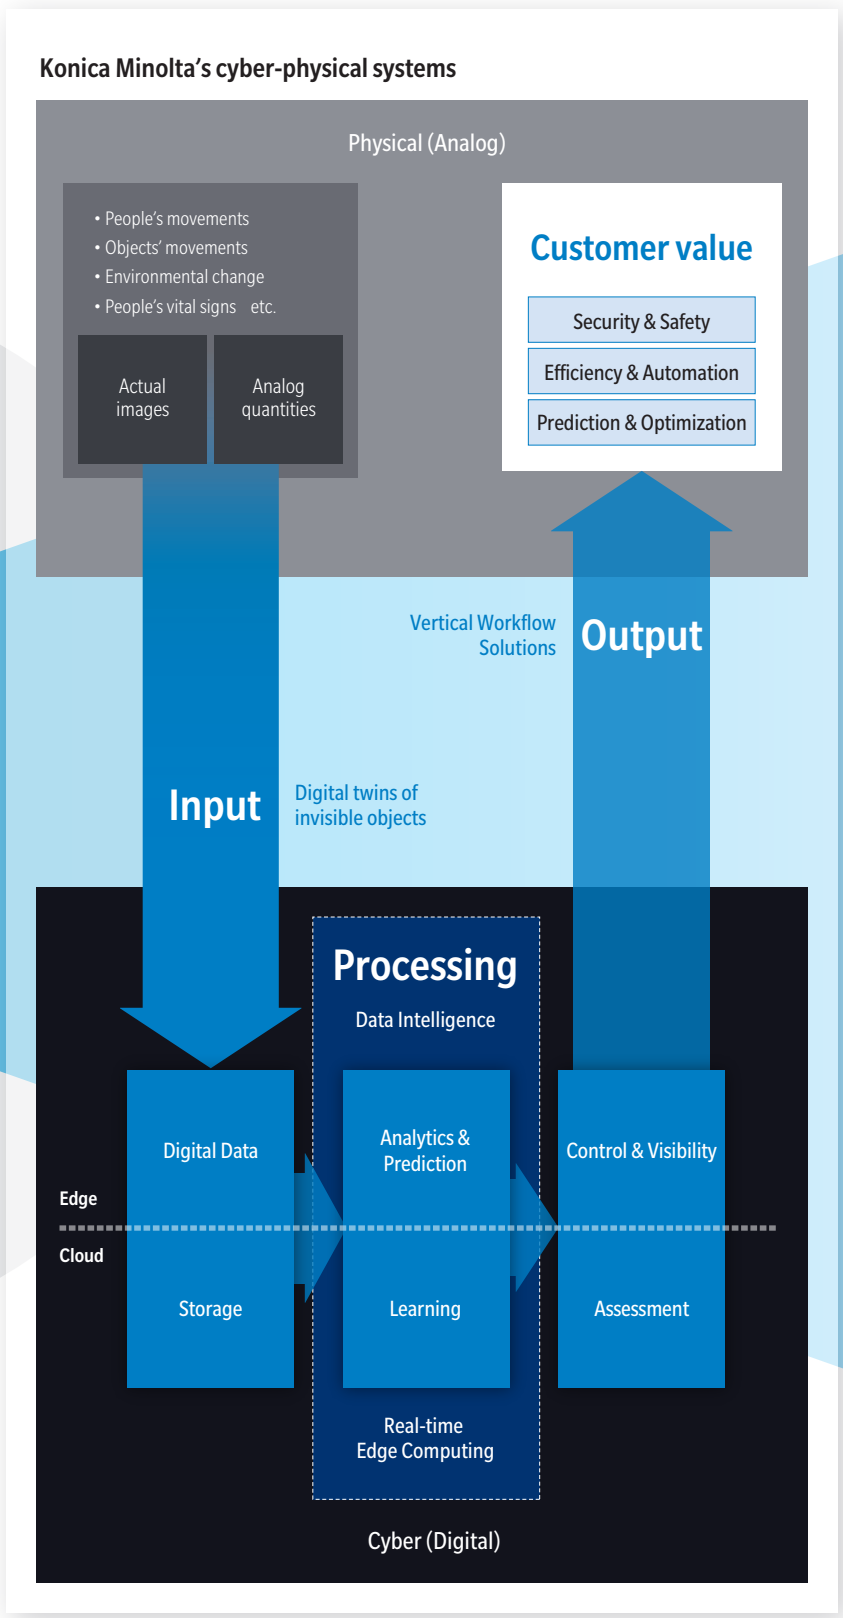 Konica Minolta’s cyber-physical systems
Physical (Analog)
• People’s movements
• Objects’ movements
• Environmental change
• People’s vital signs etc.
Actual
images
Analog
quantities
Customer value
Security & Safety
Efficiency & Automation
Prediction & Optimization
Vertical Workflow
Solutions
Output
Input
Digital twins of
invisible objects
Processing
Data Intelligence
Digital Data
Analytics &
Prediction
Control & Visibility
Edge
Cloud
Storage
Learning
Assessment
Real-time
Edge Computing
Cyber (Digital)